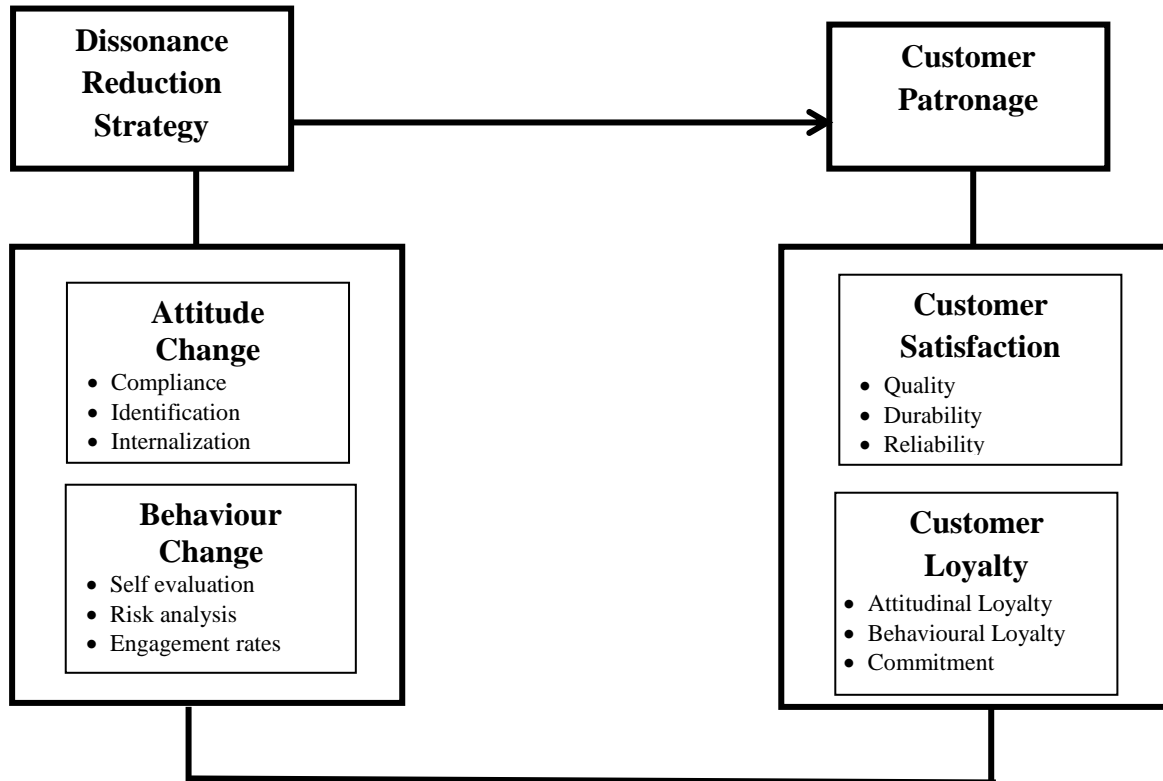 Dissonance
Reduction
Strategy
Customer
Patronage
Attitude
Change
• Compliance
• Identification
• Internalization
Behaviour
Change
• Self evaluation
• Risk analysis
• Engagement rates
Customer
Satisfaction
• Quality
• Durability
• Reliability
Customer
Loyalty
• Attitudinal Loyalty
• Behavioural Loyalty
• Commitment